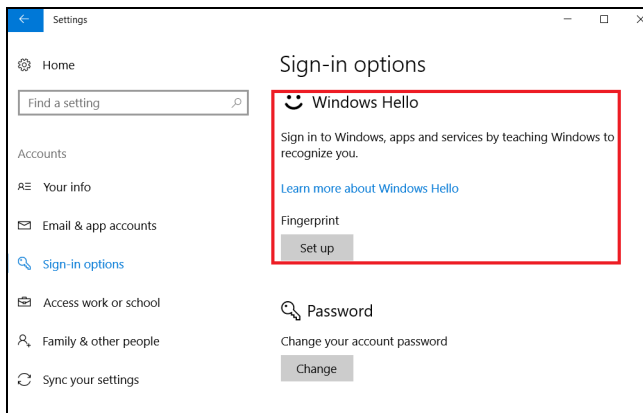 Settings
Home
Find a setting
Accounts
Your info
Email & app accounts
Sign-in options
Access work or school
Family & other people
Sync your settings
Sign-in options
Windows Hello
Sign in to Windows, apps and services by teaching Windows to
recognize you.
Learn more about Windows Hello
Fingerprint
Set up
Password
Change your account password
Change